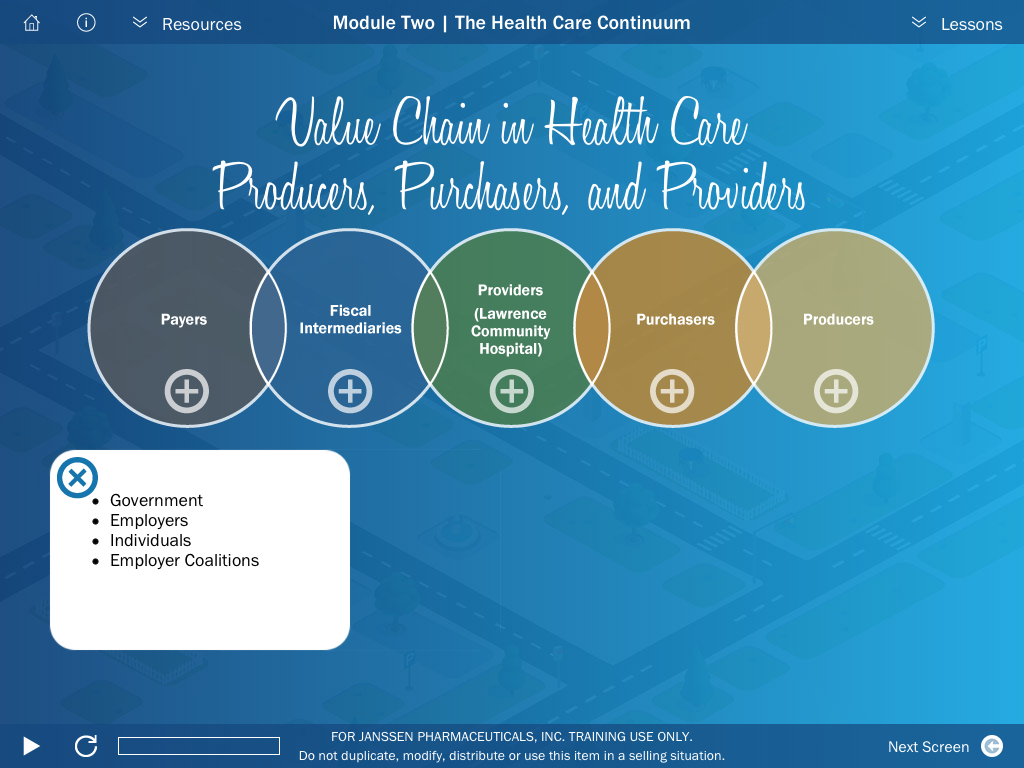 Resources
Module Two | The Health Care Continuum
Lessons
Value Chain in Health Care
Producers, Purchasers, and Providers
Payers
Fiscal
Intermediaries
Providers
(Lawrence
Community
Hospital)
Purchasers
Producers
• Government
• Employers
• Individuals
• Employer Coalitions
FOR JANSSEN PHARMACEUTICALS, INC. TRAINING USE ONLY.
Do not duplicate, modify, distribute or use this item in a selling situation.
Next Screen